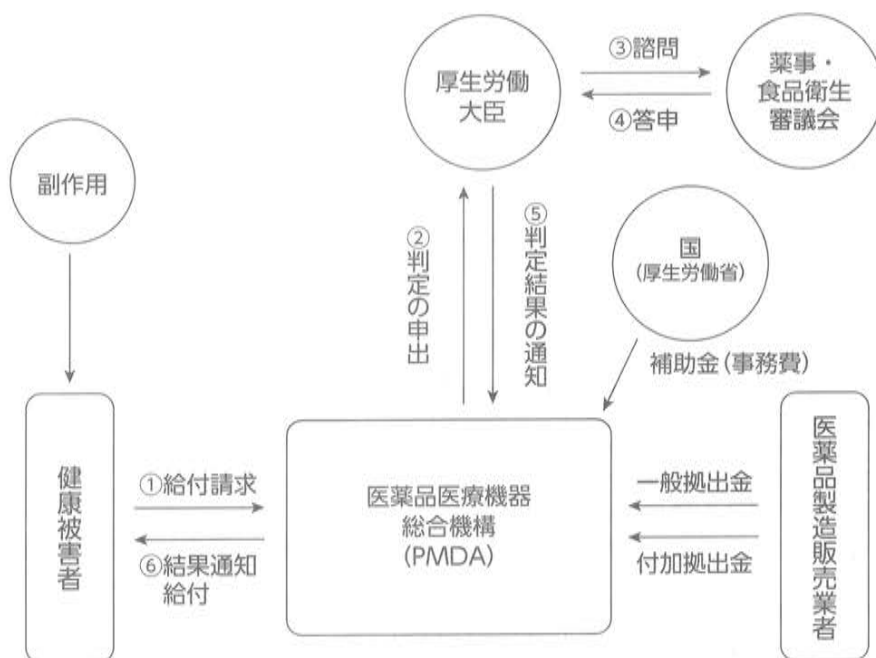 厚生労働
大臣
③諮問
④答申
薬事・
食品衛生
審議会
副作用
②判定の申出
⑤判定結果の通知
国
(厚生労働省)
補助金(事務費)
健康被害者
①給付請求
⑥結果通知
給付
医薬品医療機器
総合機構
(PMDA)
一般拠出金
付加拠出金
医薬品製造販売業者